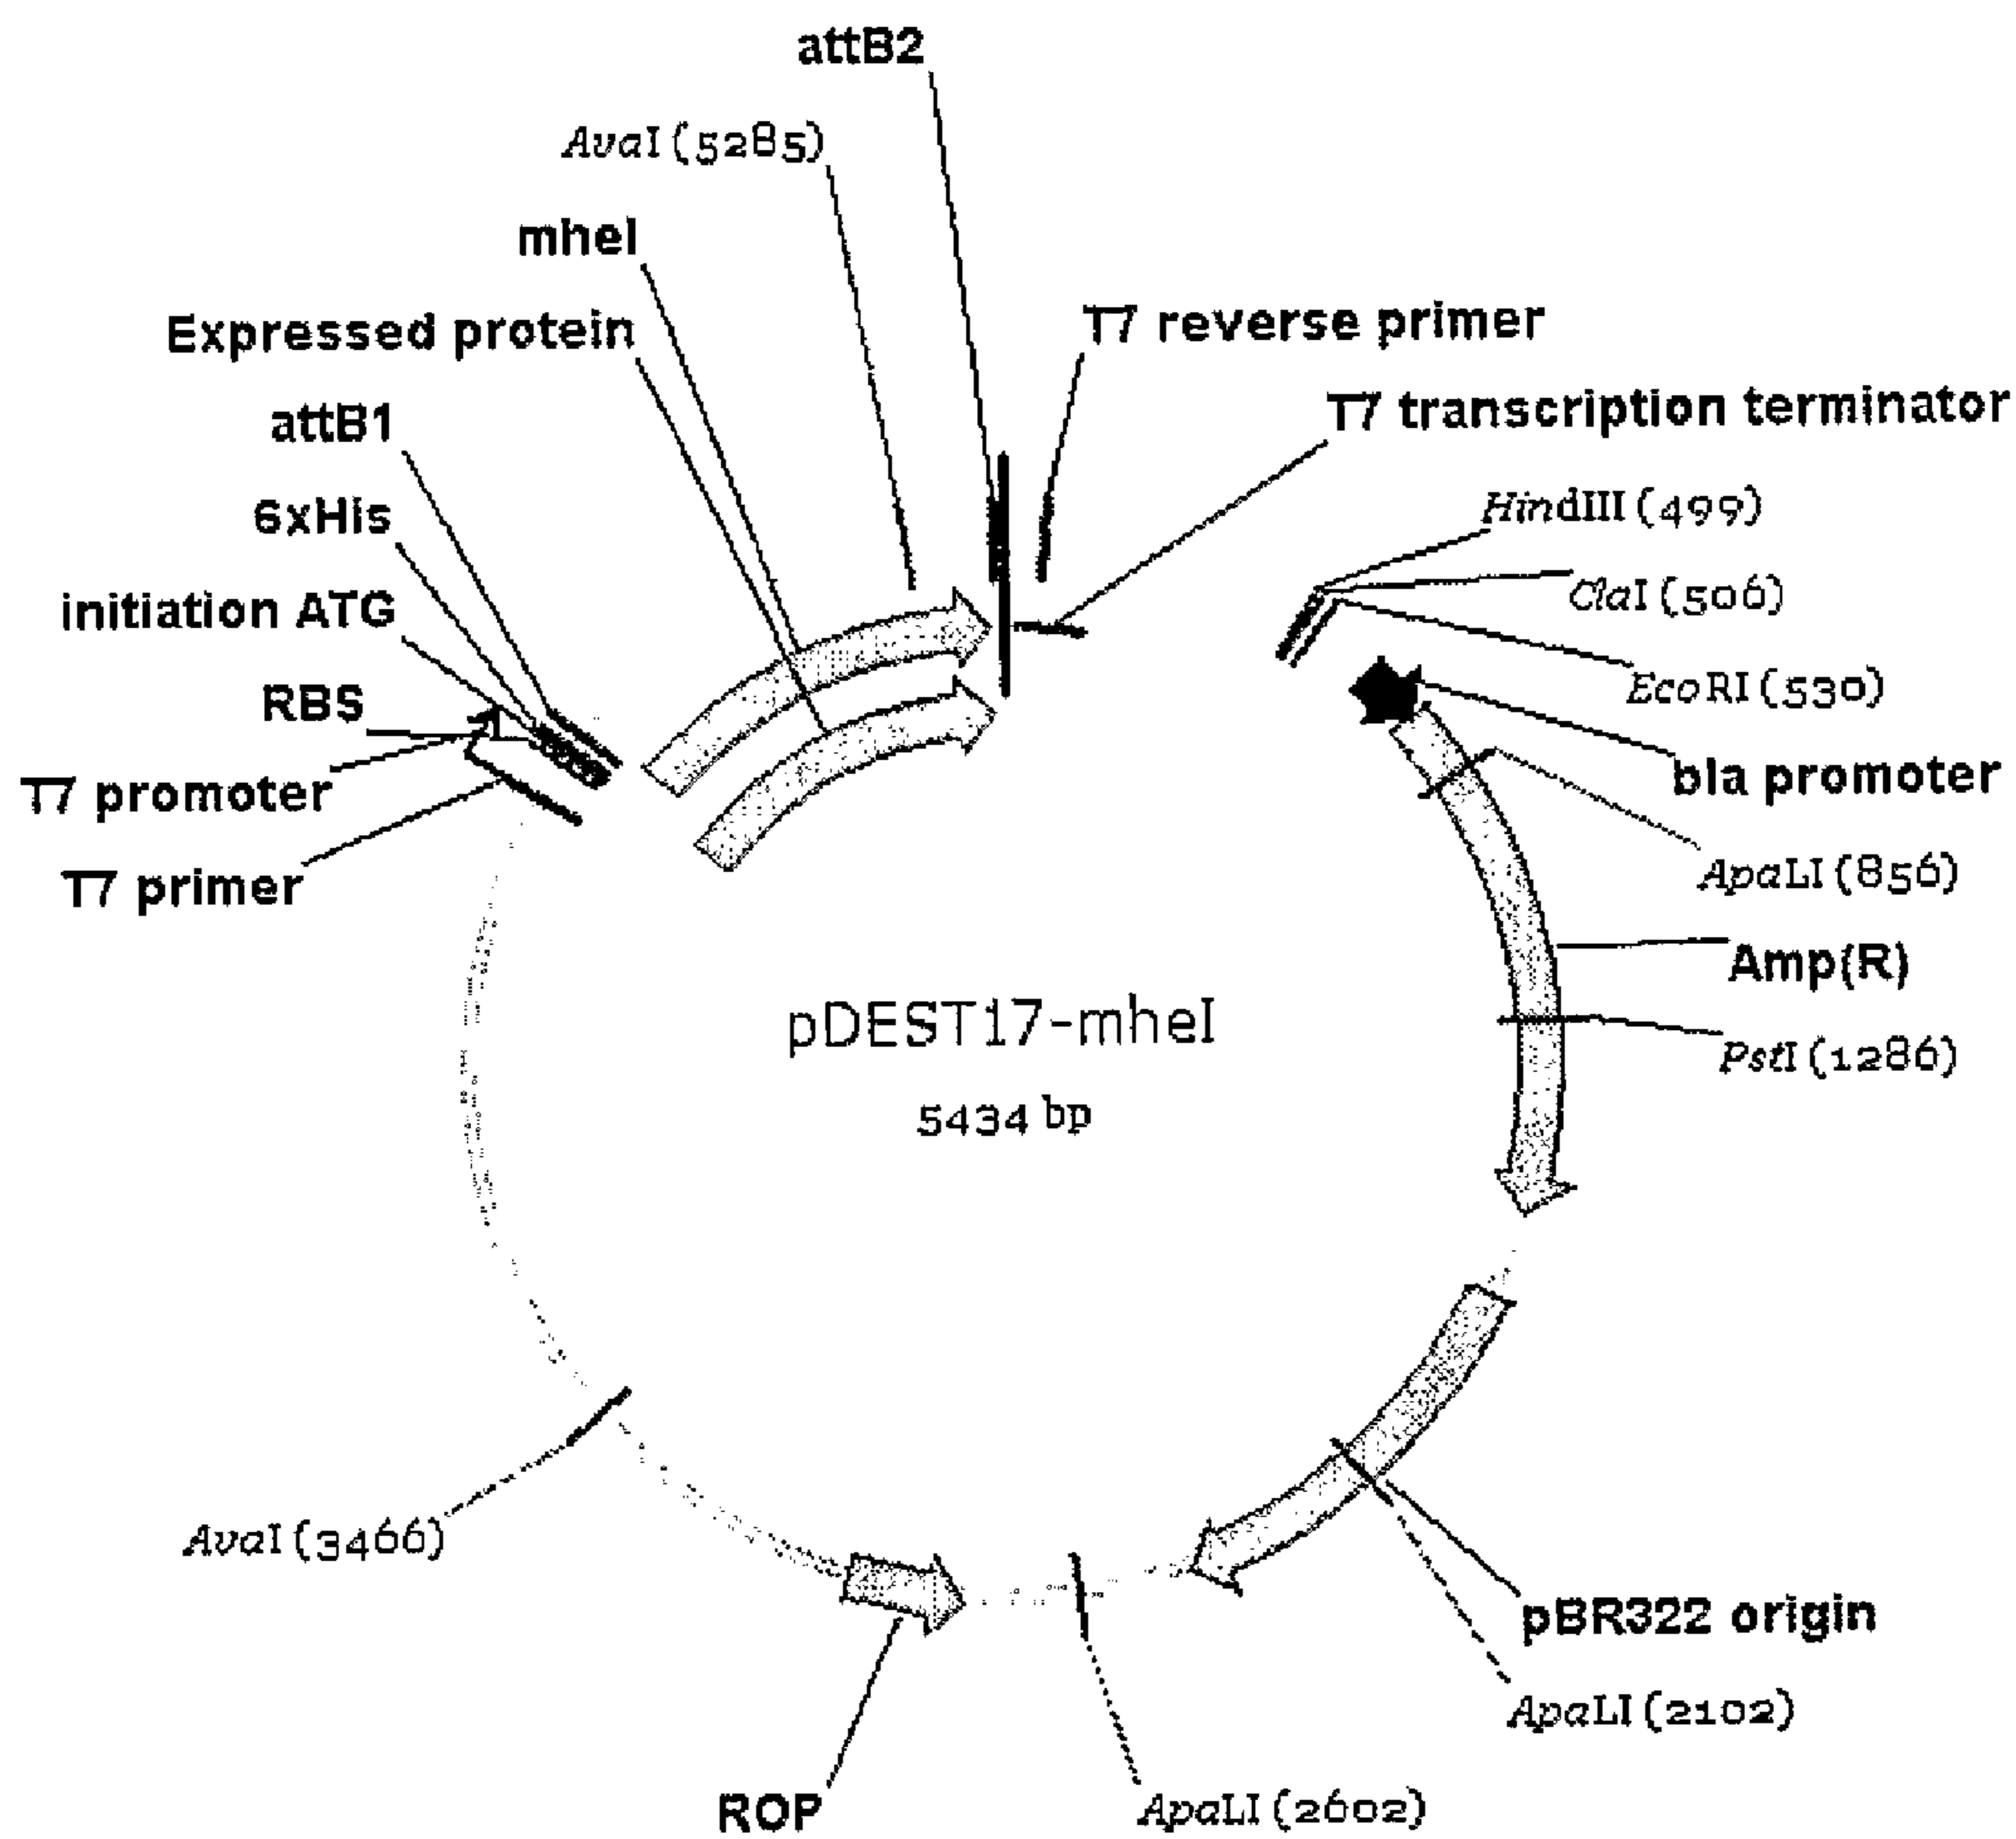 attB2
AvaI (5285)
mheI
Expressed protein
T7 reverse primer
attB1
T7 transcription terminator
6xHis
HindIII (499)
initiation ATG
ClaI (506)
RBS
EcoRI (530)
T7 promoter
bla promoter
T7 primer
ApaLI (856)
Amp(R)
pDEST17-mheI
PstI (1286)
5434 bp
AvaI (3466)
pBR322 origin
ApaLI (2102)
ROP
ApaLI (2602)